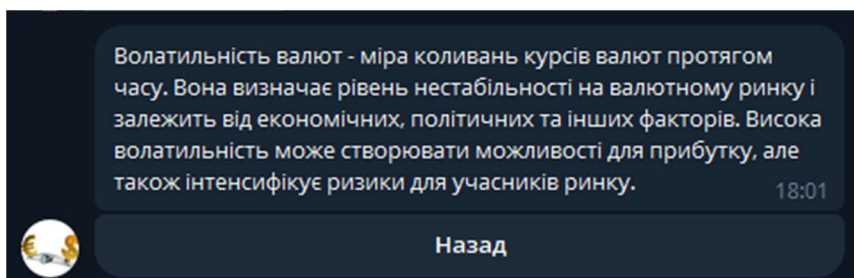 Волатильність валют - міра коливань курсів валют протягом
часу. Вона визначає рівень нестабільності на валютному ринку і
залежить від економічних, політичних та інших факторів. Висока
волатильність може створювати можливості для прибутку, але
також інтенсифікує ризики для учасників ринку.
18:01
Назад